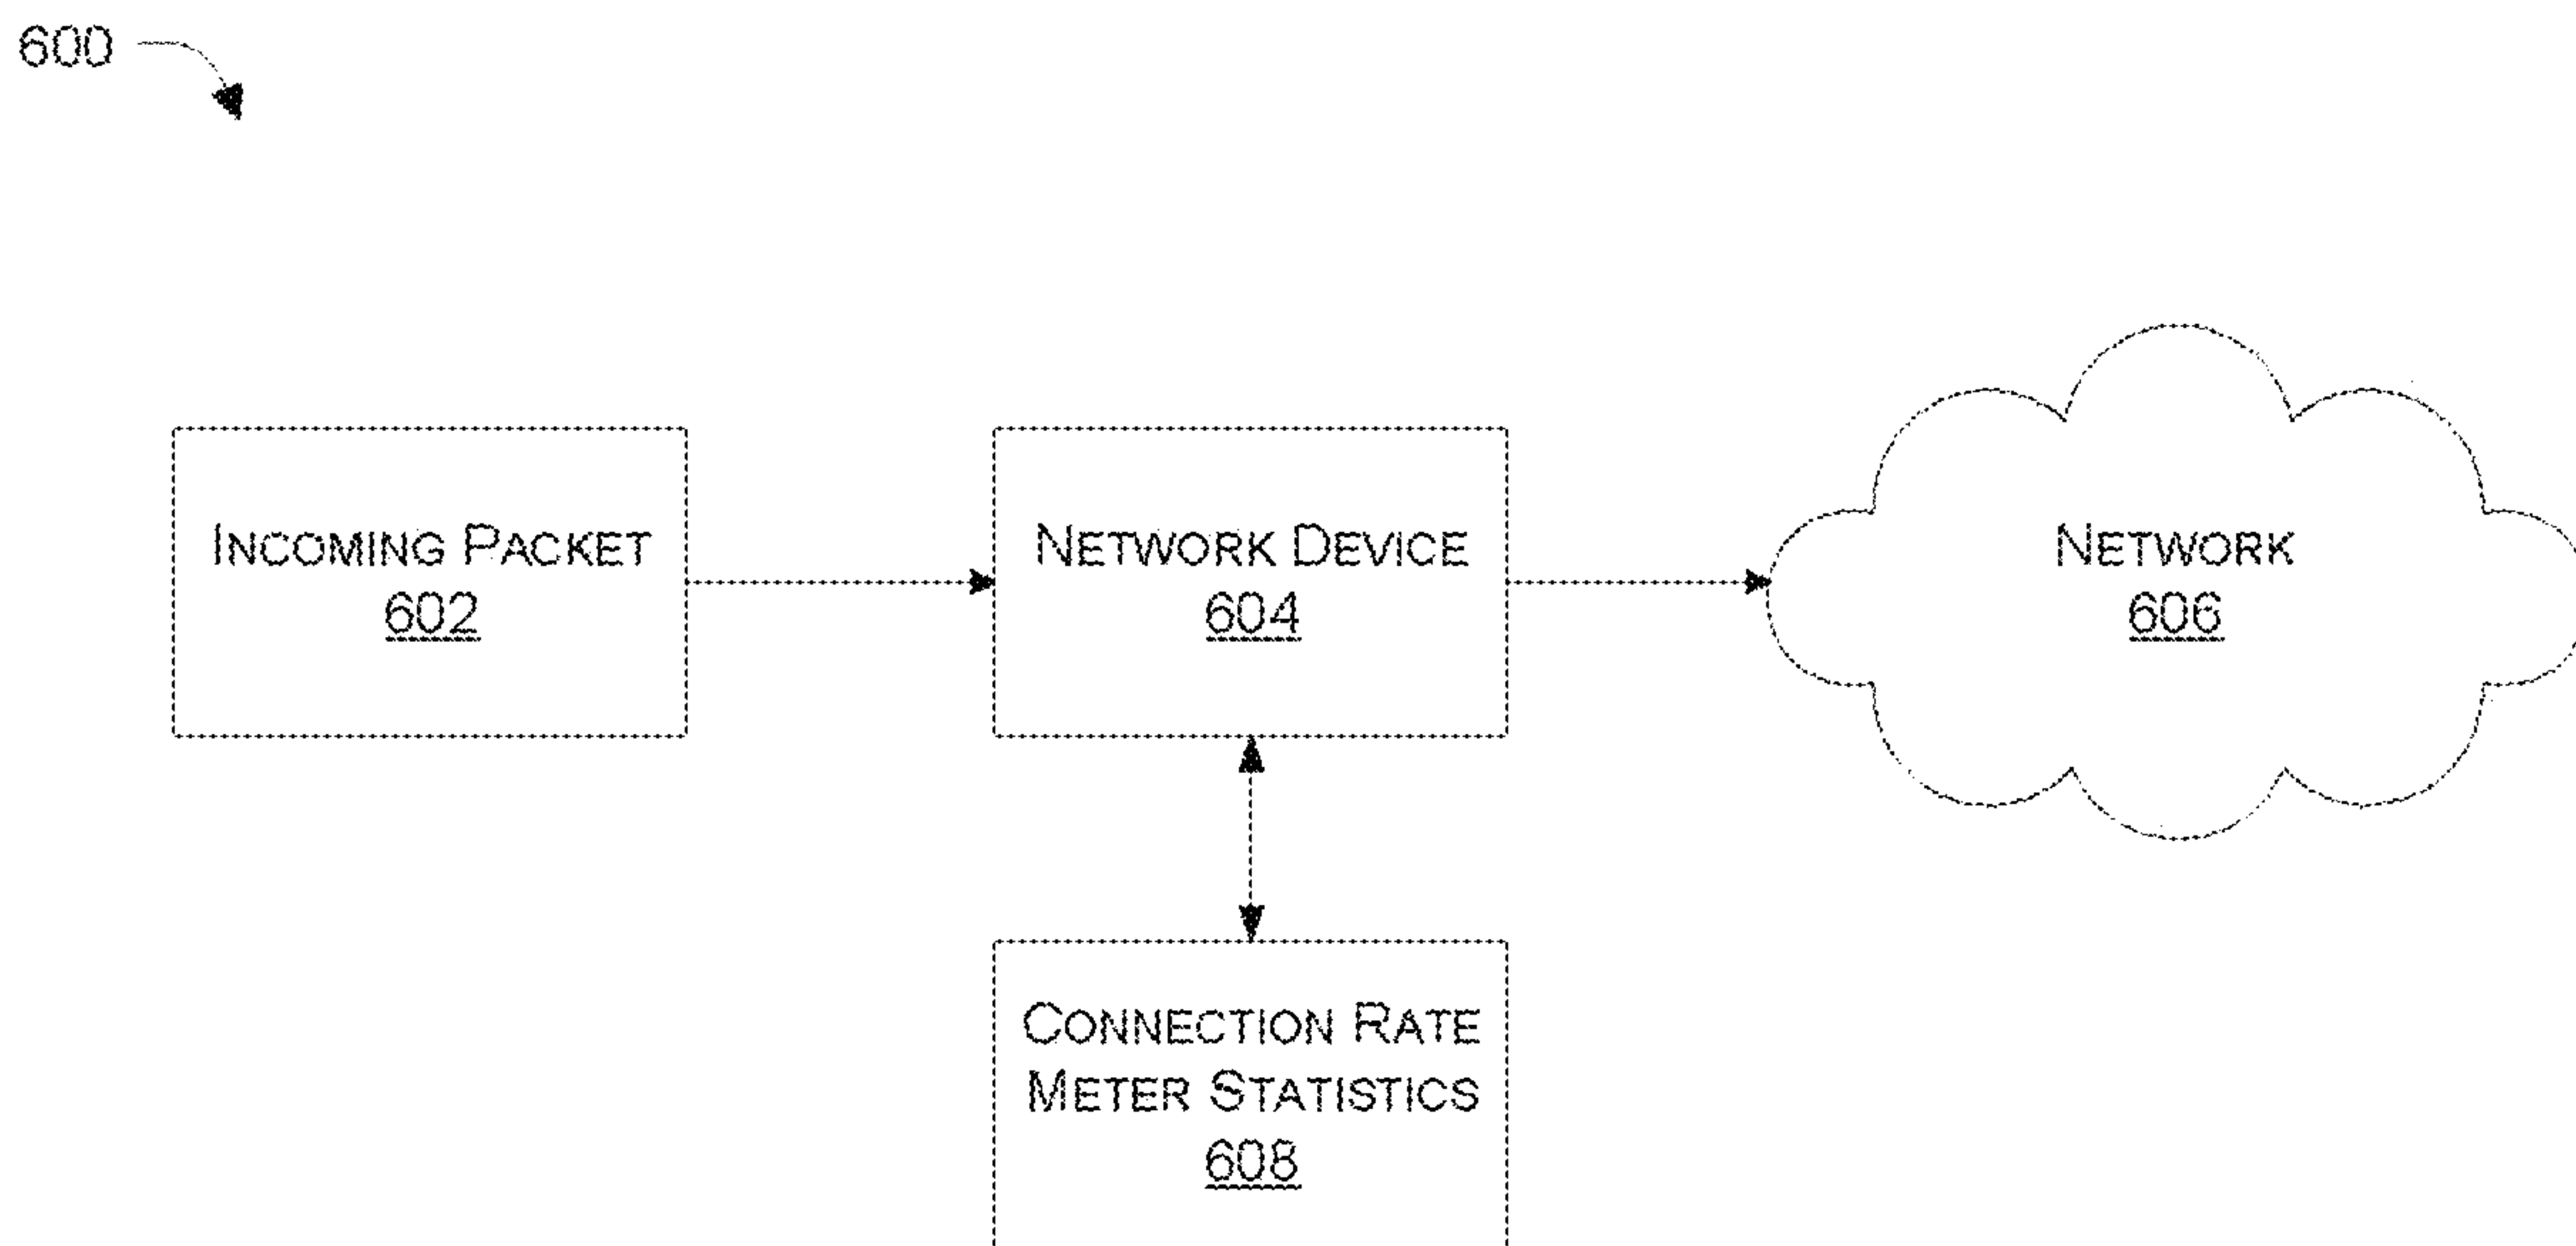 600
INCOMING PACKET
602
NETWORK DEVICE
604
NETWORK
606
CONNECTION RATE
METER STATISTICS
608